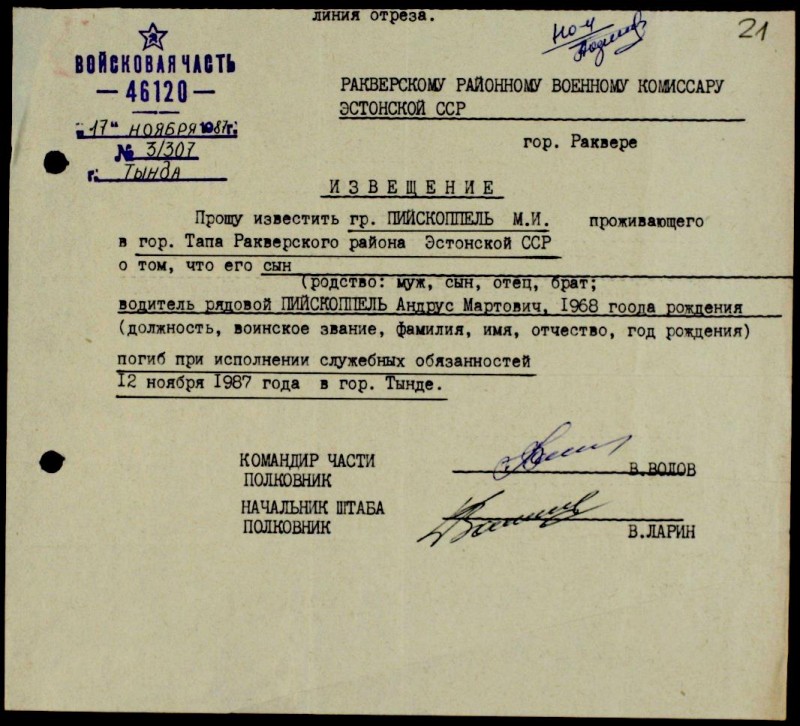 линия отреза.
21
ВОЙСКОВАЯ ЧАСТЬ
— 46120 —
"17" НОЯБРЯ 1987г.
№ 3/307
г. ТЫНДА
РАКВЕРСКОМУ РАЙОННОМУ ВОЕННОМУ КОМИССАРУ
ЭСТОНСКОЙ ССР
гор. Раквере
ИЗВЕЩЕНИЕ
Прошу известить гр. ПИЙСКОППЕЛЬ М.И. проживающего
в гор. Тапа Ракверского района Эстонской ССР
о том, что его сын
(родство: муж, сын, отец, брат;
водитель рядовой ПИЙСКОППЕЛЬ Андрус Мартович, 1968 гоода рождения
(должность, воинское звание, фамилия, имя, отчество, год рождения)
погиб при исполнении служебных обязанностей
12 ноября 1987 года в гор. Тынде.
КОМАНДИР ЧАСТИ
ПОЛКОВНИК
В.ВОДОВ
НАЧАЛЬНИК ШТАБА
ПОЛКОВНИК
В.ЛАРИН